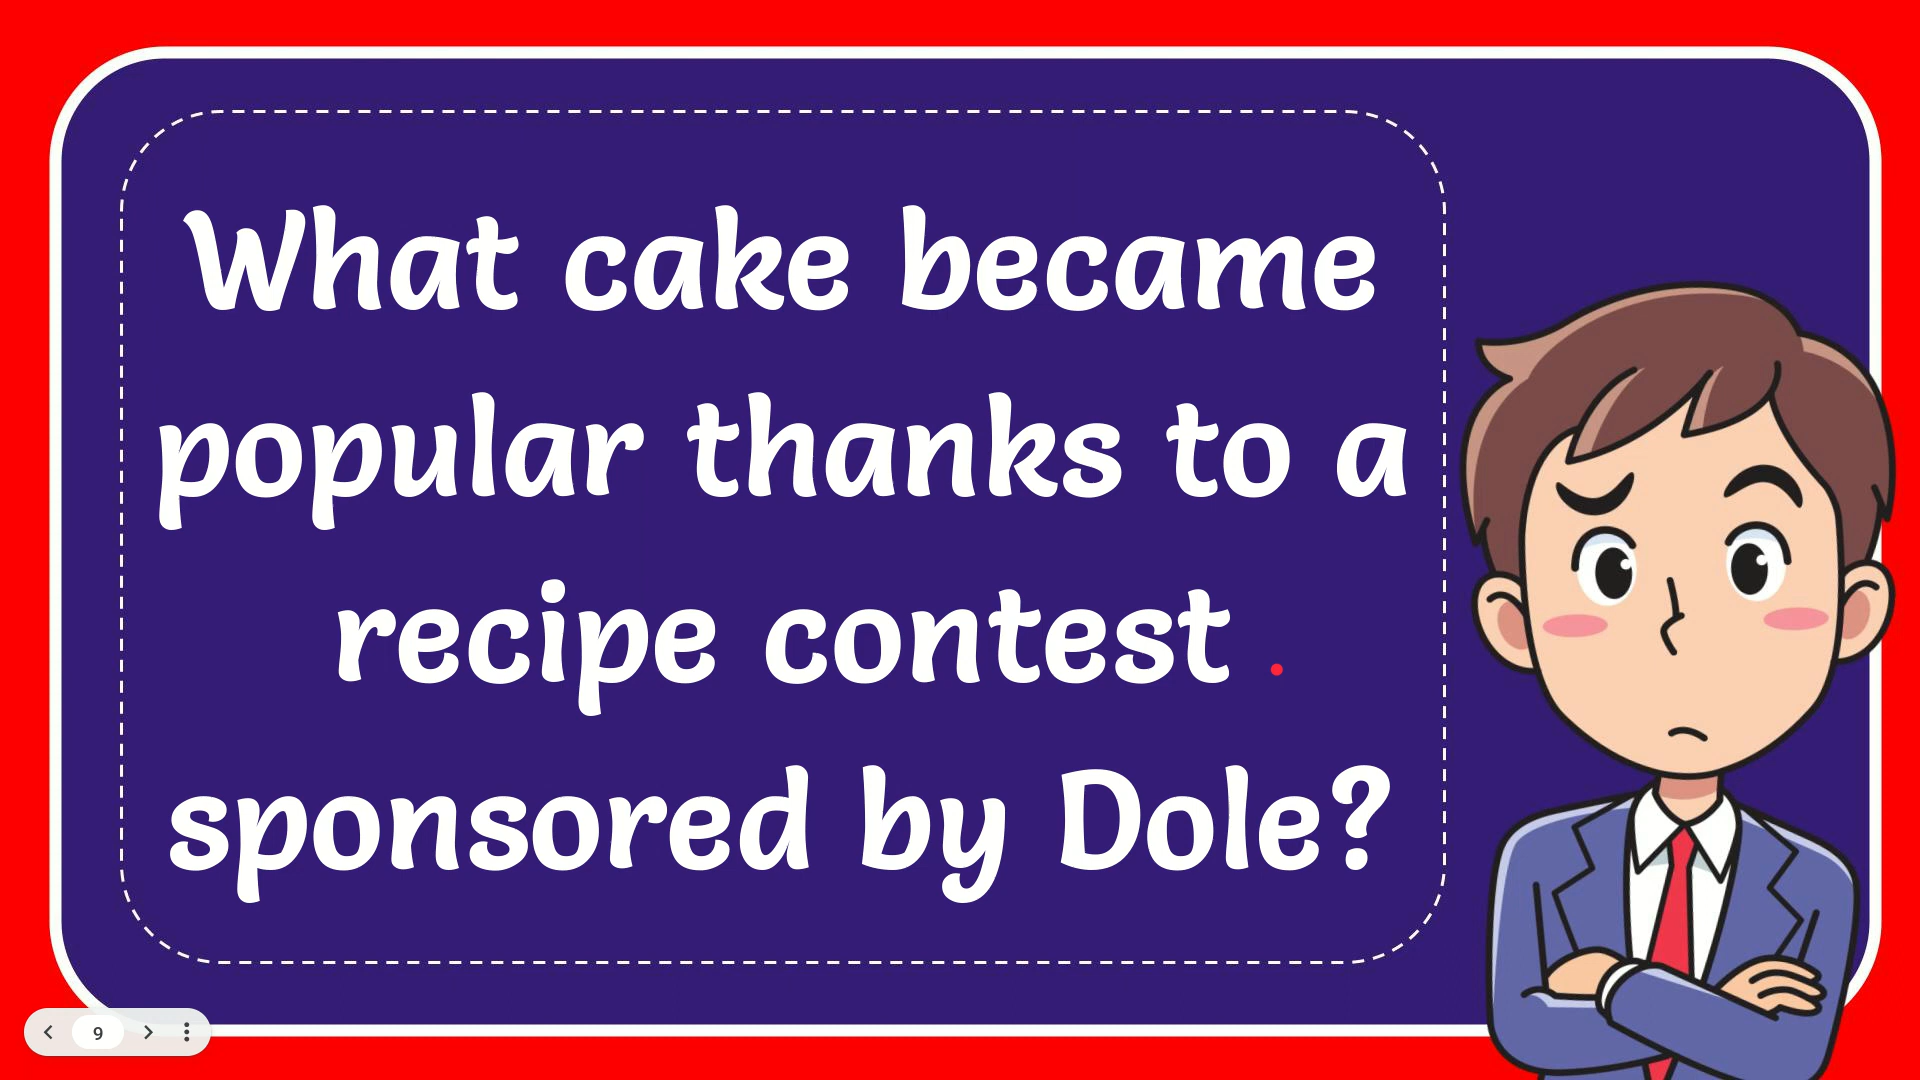 What cake became
popular thanks to a
recipe contest
sponsored by Dole?
9